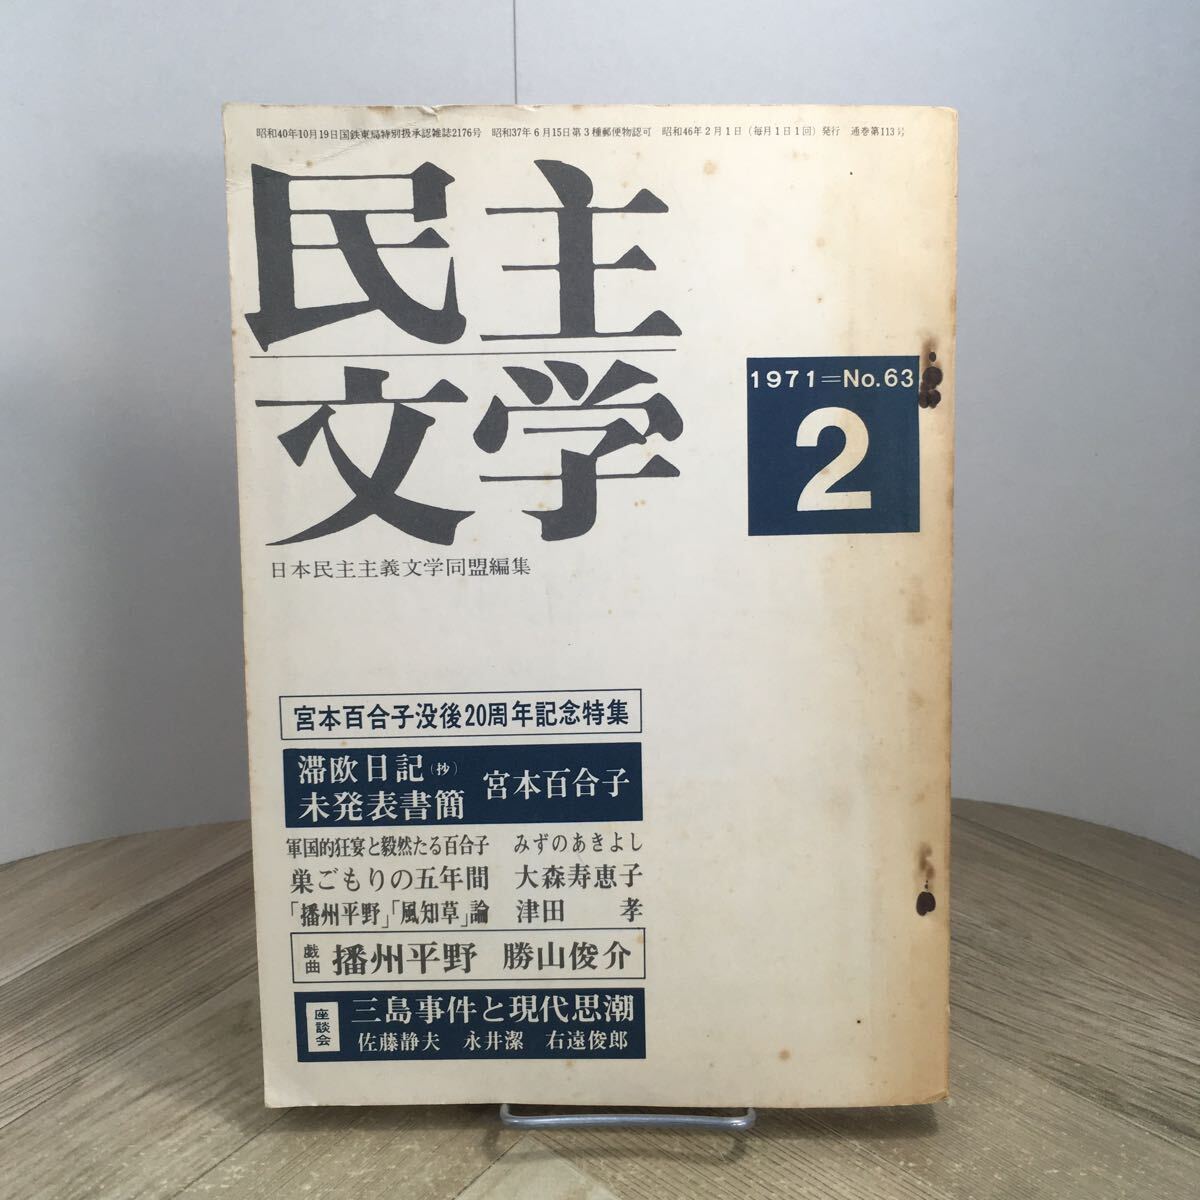 昭和40年10月19日国鉄東局特別扱承認雑誌2176号　昭和37年6月15日第3種郵便物認可　昭和46年2月1日（毎月1日1回）発行　通巻第113号
民主
文学
1971=No.63
2
日本民主主義文学同盟編集
宮本百合子没後20周年記念特集
滞欧日記（抄）
未発表書簡　宮本百合子
軍国的狂宴と毅然たる百合子　みずのあきよし
巣ごもりの五年間　大森寿恵子
「播州平野」「風知草」論　津田　孝
戯曲　播州平野　勝山俊介
座談会　三島事件と現代思潮
佐藤静夫　永井潔　右遠俊郎